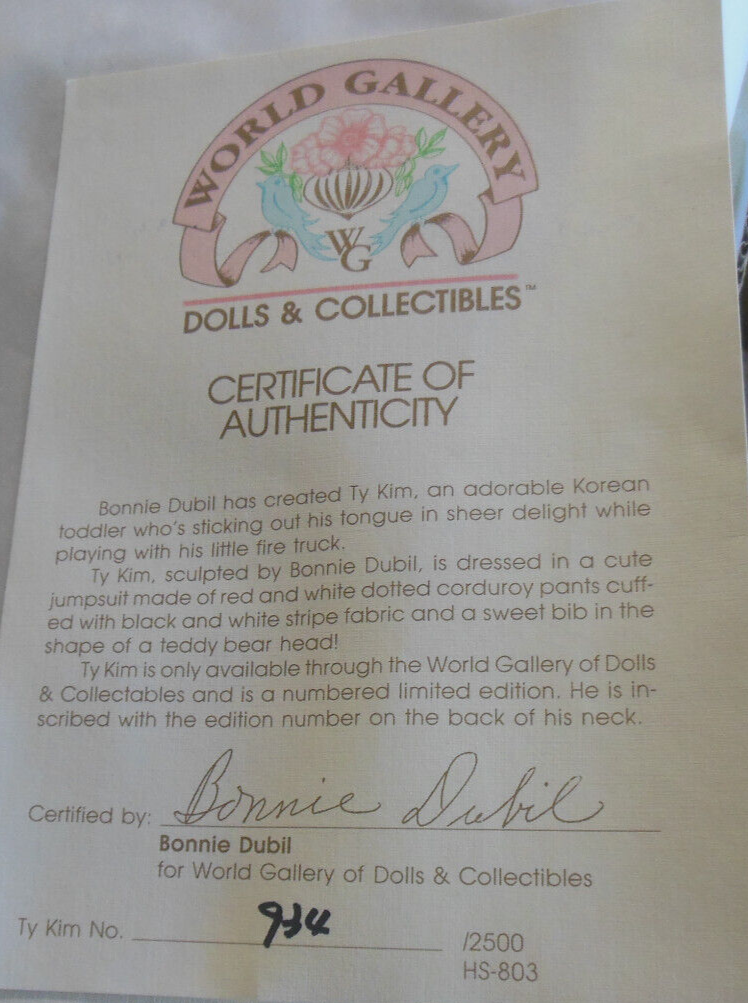 WORLD GALLERY
WG
DOLLS & COLLECTIBLES™
CERTIFICATE OF
AUTHENTICITY
Bonnie Dubil has created Ty Kim, an adorable Korean
toddler who's sticking out his tongue in sheer delight while
playing with his little fire truck.
Ty Kim, sculpted by Bonnie Dubil, is dressed in a cute
jumpsuit made of red and white dotted corduroy pants cuff-
ed with black and white stripe fabric and a sweet bib in the
shape of a teddy bear head!
Ty Kim is only available through the World Gallery of Dolls
& Collectables and is a numbered limited edition. He is in-
scribed with the edition number on the back of his neck.
Certified by: Bonnie Dubil
Bonnie Dubil
for World Gallery of Dolls & Collectibles
Ty Kim No. /2500
HS-803